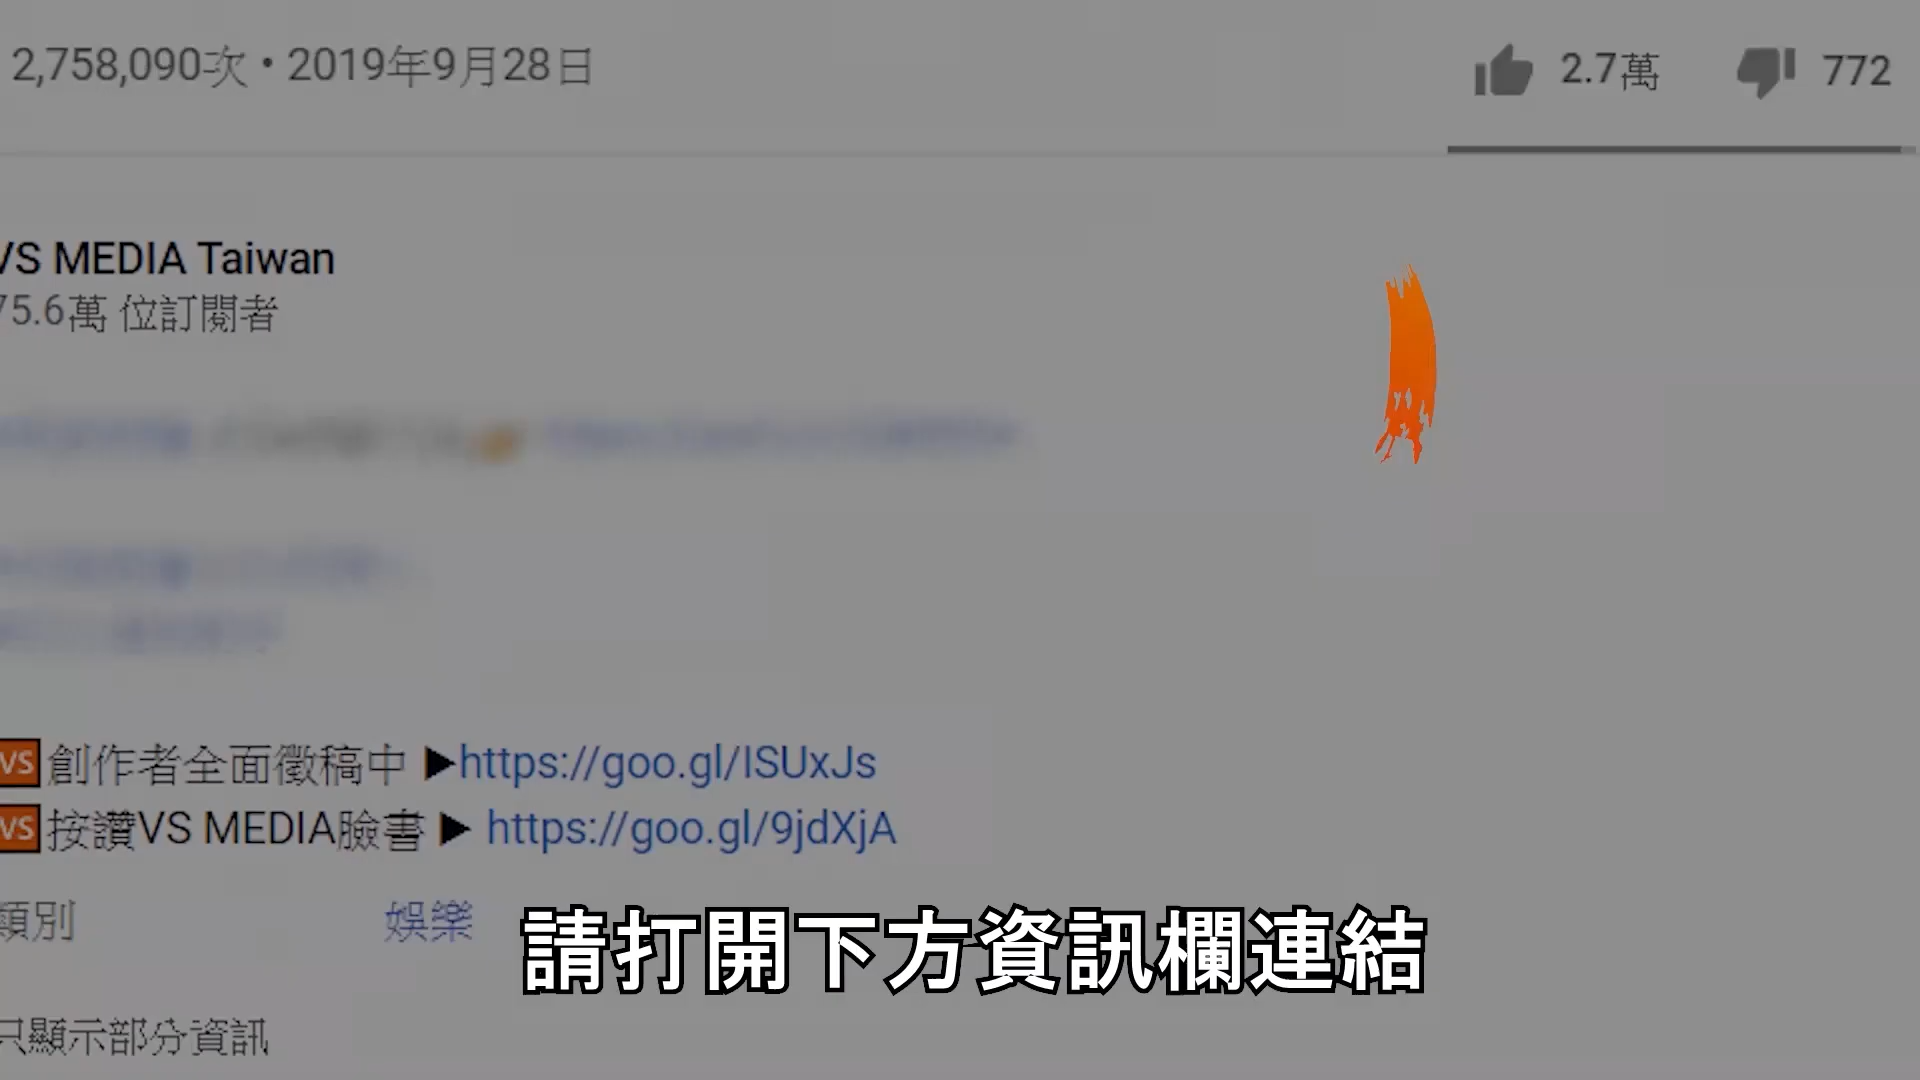 2,758,090次 • 2019年9月28日
2.7萬
772
VS MEDIA Taiwan
75.6萬 位訂閱者
VS 創作者全面徵稿中 ▶https://goo.gl/ISUxJs
VS 按讚VS MEDIA臉書 ▶ https://goo.gl/9jdXjA
類別 娛樂
請打開下方資訊欄連結
只顯示部分資訊